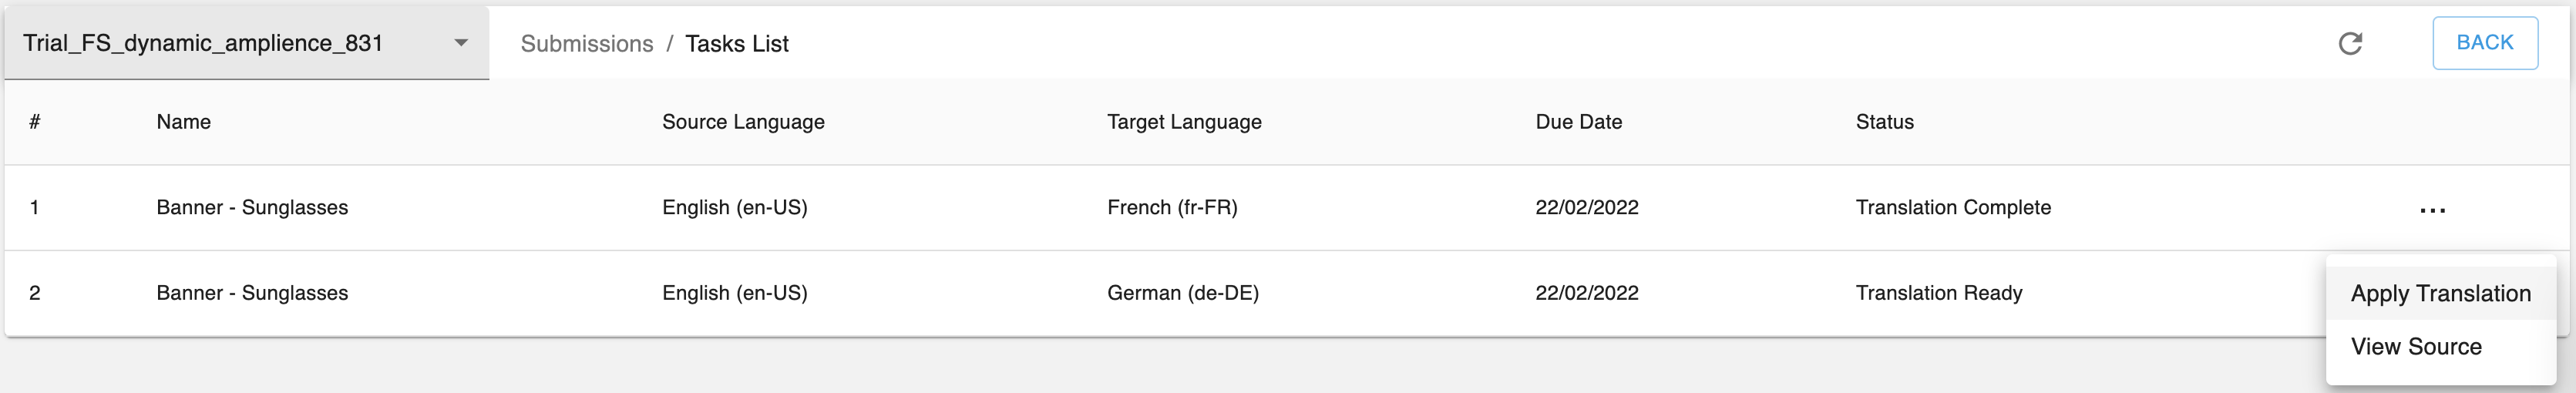 Trial_FS_dynamic_amplience_831 Submissions / Tasks List BACK
# Name Source Language Target Language Due Date Status
1 Banner - Sunglasses English (en-US) French (fr-FR) 22/02/2022 Translation Complete ...
2 Banner - Sunglasses English (en-US) German (de-DE) 22/02/2022 Translation Ready Apply Translation
View Source